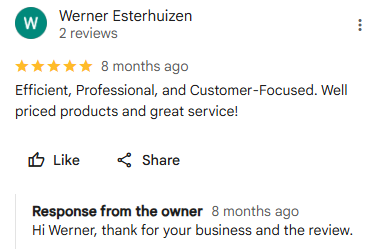 W
Werner Esterhuizen
2 reviews
8 months ago
Efficient, Professional, and Customer-Focused. Well
priced products and great service!
Like
Share
Response from the owner 8 months ago
Hi Werner, thank for your business and the review.